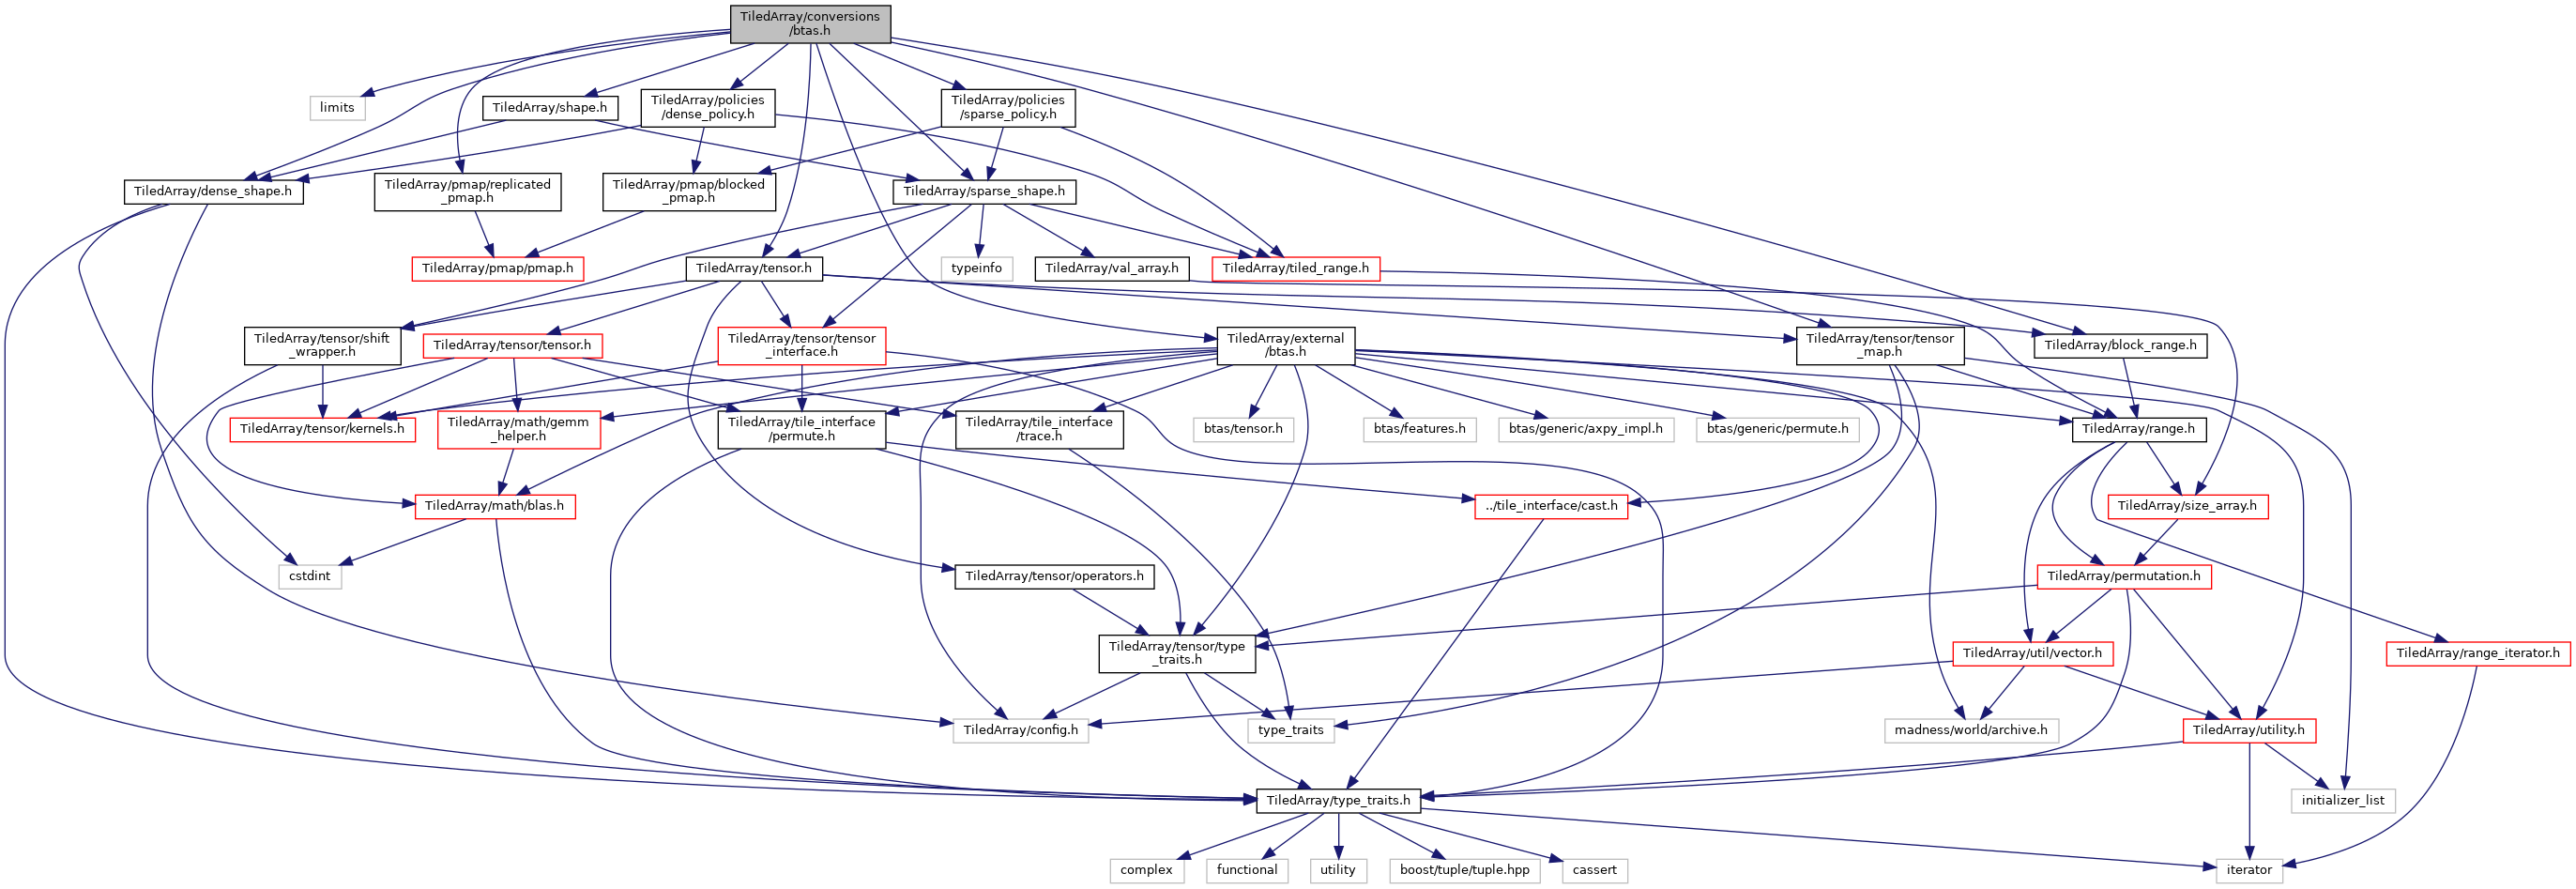 TiledArray/conversions
/btas.h
limits
TiledArray/shape.h
TiledArray/policies
/dense_policy.h
TiledArray/policies
/sparse_policy.h
TiledArray/dense_shape.h
TiledArray/pmap/replicated
_pmap.h
TiledArray/pmap/blocked
_pmap.h
TiledArray/sparse_shape.h
TiledArray/pmap/pmap.h
TiledArray/tensor.h
typeinfo
TiledArray/val_array.h
TiledArray/tiled_range.h
TiledArray/tensor/shift
_wrapper.h
TiledArray/tensor/tensor.h
TiledArray/tensor/tensor
_interface.h
TiledArray/external
/btas.h
TiledArray/tensor/tensor
_map.h
TiledArray/block_range.h
TiledArray/tensor/kernels.h
TiledArray/math/gemm
_helper.h
TiledArray/tile_interface
/permute.h
TiledArray/tile_interface
/trace.h
btas/tensor.h
btas/features.h
btas/generic/axpy_impl.h
btas/generic/permute.h
TiledArray/range.h
TiledArray/math/blas.h
../tile_interface/cast.h
TiledArray/size_array.h
cstdint
TiledArray/tensor/operators.h
TiledArray/permutation.h
TiledArray/tensor/type
_traits.h
TiledArray/util/vector.h
TiledArray/range_iterator.h
TiledArray/config.h
type_traits
madness/world/archive.h
TiledArray/utility.h
TiledArray/type_traits.h
initializer_list
complex
functional
utility
boost/tuple/tuple.hpp
cassert
iterator